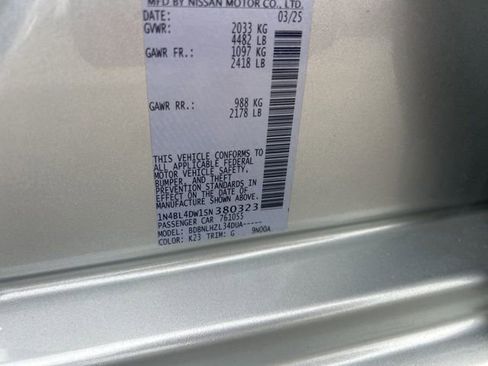 MFD BY NISSAN MOTOR CO., LTD.
DATE: 03/25
GVWR: 2033 KG
4482 LB
GAWR FR.: 1097 KG
2418 LB
GAWR RR.: 988 KG
2178 LB
THIS VEHICLE CONFORMS TO
ALL APPLICABLE FEDERAL
MOTOR VEHICLE SAFETY,
BUMPER, AND THEFT
PREVENTION STANDARDS IN
EFFECT ON THE DATE OF
MANUFACTURE SHOWN ABOVE.
1N4BL4DW1SN380323
PASSENGER CAR 761055
MODEL: BDBNLHZL34DUA-----
COLOR: K23 TRIM: G 9N00A